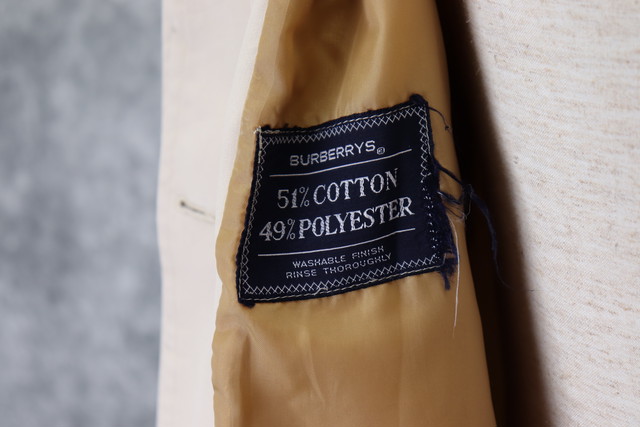 BURBERRYS®
51% COTTON
49% POLYESTER
WASHABLE FINISH
RINSE THOROUGHLY